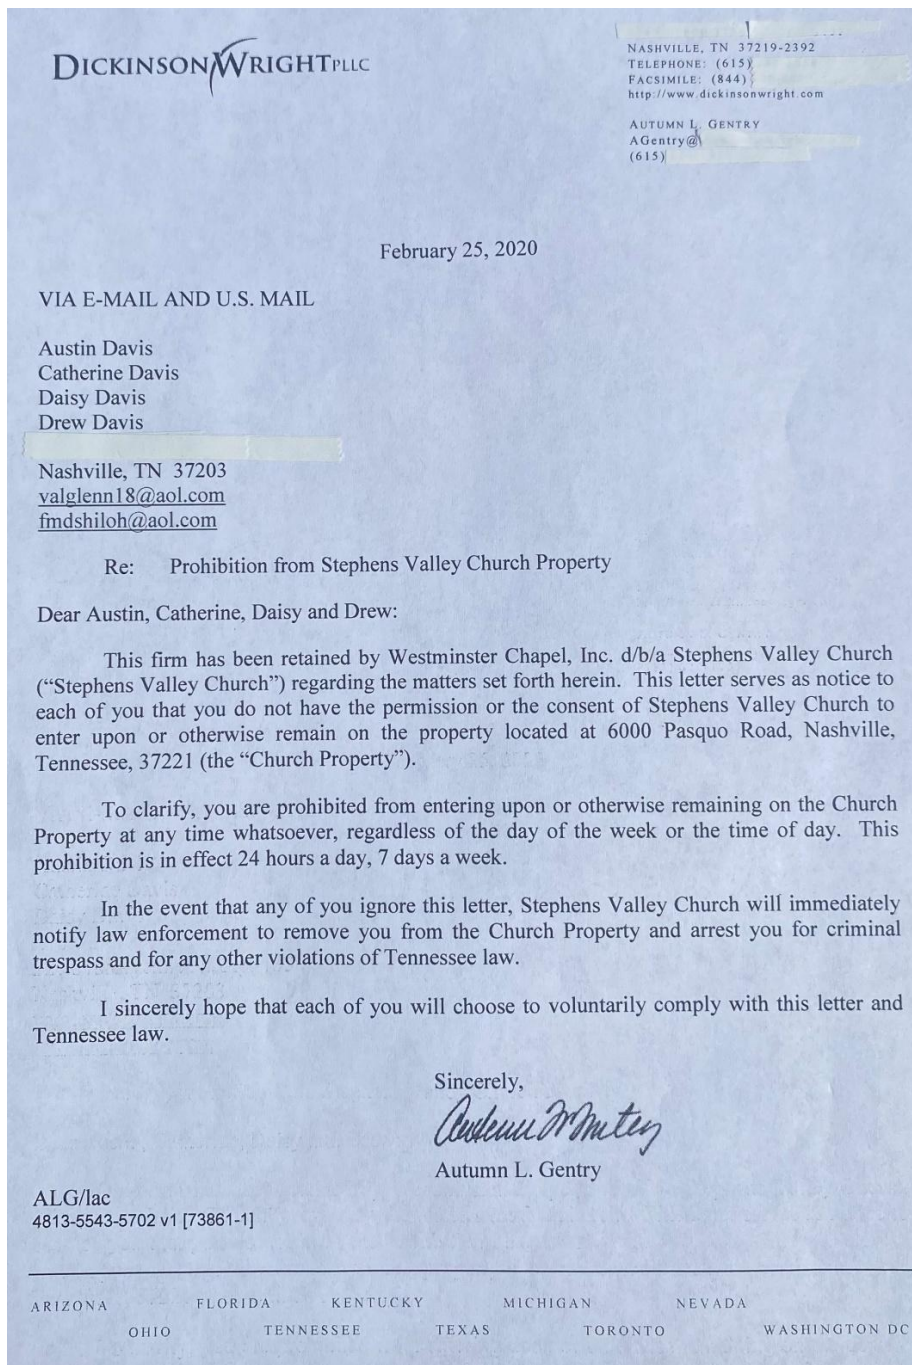 DICKINSON WRIGHT PLLC
NASHVILLE, TN 37219-2392
TELEPHONE: (615)
FACSIMILE: (844)
http://www.dickinsonwright.com
AUTUMN L. GENTRY
AGentry@
(615)
February 25, 2020
VIA E-MAIL AND U.S. MAIL
Austin Davis
Catherine Davis
Daisy Davis
Drew Davis
Nashville, TN 37203
valglenn18@aol.com
fmdshiloh@aol.com
Re: Prohibition from Stephens Valley Church Property
Dear Austin, Catherine, Daisy and Drew:
This firm has been retained by Westminster Chapel, Inc. d/b/a Stephens Valley Church
(“Stephens Valley Church”) regarding the matters set forth herein. This letter serves as notice to
each of you that you do not have the permission or the consent of Stephens Valley Church to
enter upon or otherwise remain on the property located at 6000 Pasquo Road, Nashville,
Tennessee, 37221 (the “Church Property”).
To clarify, you are prohibited from entering upon or otherwise remaining on the Church
Property at any time whatsoever, regardless of the day of the week or the time of day. This
prohibition is in effect 24 hours a day, 7 days a week.
In the event that any of you ignore this letter, Stephens Valley Church will immediately
notify law enforcement to remove you from the Church Property and arrest you for criminal
trespass and for any other violations of Tennessee law.
I sincerely hope that each of you will choose to voluntarily comply with this letter and
Tennessee law.
Sincerely,
Autumn L. Gentry
ALG/lac
4813-5543-5702 v1 [73861-1]
ARIZONA FLORIDA KENTUCKY MICHIGAN NEVADA
OHIO TENNESSEE TEXAS TORONTO WASHINGTON DC